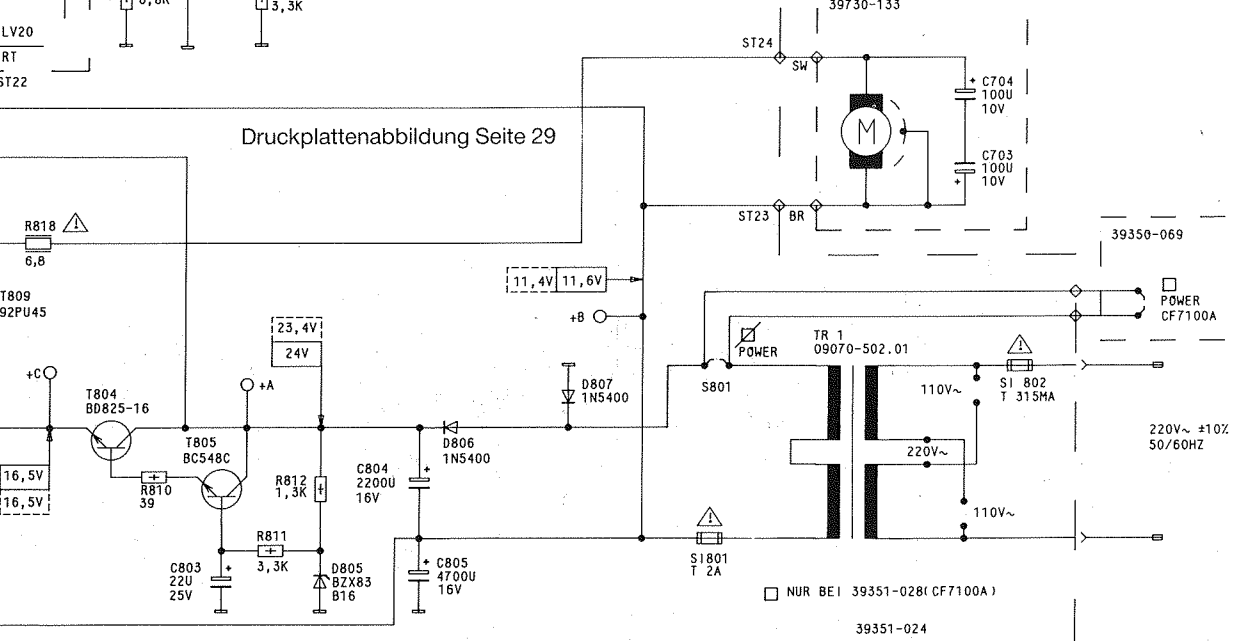 39730-133
3,3K
LV20
RT
ST22
ST24
SW
C704
100U
10V
Druckplattenabbildung Seite 29
M
C703
100U
10V
ST23
BR
R818
6,8
39350-069
11,4V
11,6V
T809
92PU45
+B
POWER
CF7100A
23,4V
24V
POWER
TR 1
09070-502.01
+C
+A
S801
D807
1N5400
110V~
SI 802
T 315MA
T804
BD825-16
T805
BC548C
D806
1N5400
220V~ ±10%
50/60HZ
220V~
16,5V
16,5V
R810
39
R812
1,3K
C804
2200U
16V
110V~
R811
3,3K
SI801
T 2A
C803
22U
25V
D805
BZX83
B16
C805
4700U
16V
NUR BEI 39351-028(CF7100A)
39351-024